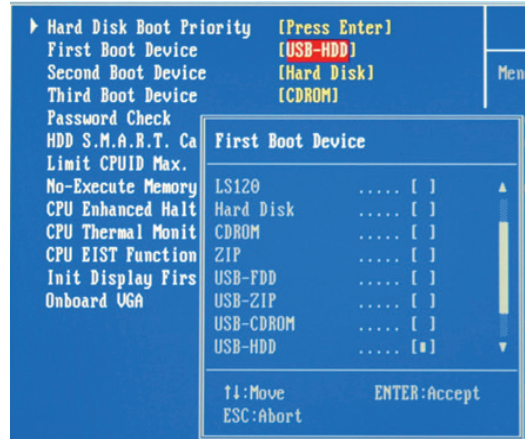 Hard Disk Boot Priority [Press Enter]
First Boot Device [USB-HDD]
Second Boot Device [Hard Disk]
Third Boot Device [CDROM]
Password Check
HDD S.M.A.R.T. Ca
Limit CPUID Max.
No-Execute Memory
CPU Enhanced Halt
CPU Thermal Monit
CPU EIST Function
Init Display Firs
Onboard VGA
Men
First Boot Device
LS120 ..... [ ]
Hard Disk ..... [ ]
CDROM ..... [ ]
ZIP ..... [ ]
USB-FDD ..... [ ]
USB-ZIP ..... [ ]
USB-CDROM ..... [ ]
USB-HDD ..... [▪]
↑↓:Move ENTER:Accept
ESC:Abort